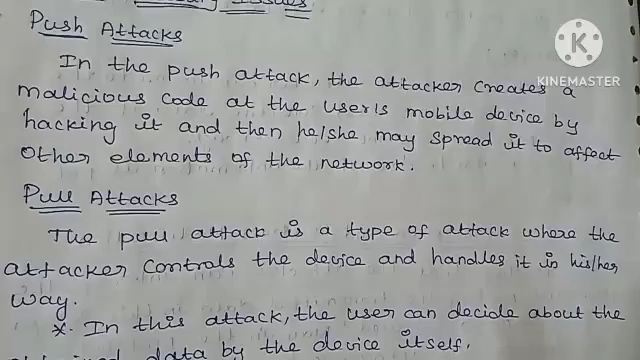 Issues
Push Attacks
In the push attack, the attacker creates a
malicious code at the user's mobile device by
hacking it and then he/she may spread it to affect
other elements of the network.
Pull Attacks
The pull attack is a type of attack where the
attacker controls the device and handles it in his/her
way.
*. In this attack, the user can decide about the
data by the device itself.
KINEMASTER